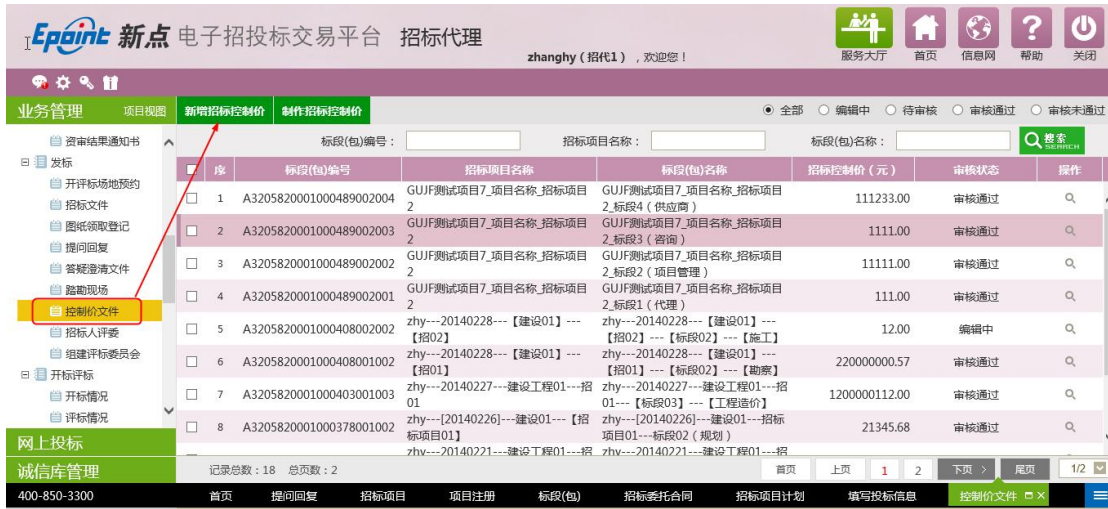 Epoint 新点 电子招投标交易平台 招标代理
zhanghy（招代1），欢迎您！
服务大厅 首页 信息网 帮助 关闭
业务管理 项目视图
新增招标控制价 制作招标控制价
全部 编辑中 待审核 审核通过 审核未通过
标段(包)编号： 招标项目名称： 标段(包)名称： 搜索 SEARCH
资审结果通知书
发标
开评标场地预约
招标文件
图纸领取登记
提问回复
答疑澄清文件
踏勘现场
控制价文件
招标人评委
组建评标委员会
开标评标
开标情况
评标情况
网上投标
诚信库管理
序 标段(包)编号 招标项目名称 标段(包)名称 招标控制价（元） 审核状态 操作
1 A3205820001000489002004 GUJF测试项目7_项目名称_招标项目2 GUJF测试项目7_项目名称_招标项目2_标段4（供应商） 111233.00 审核通过
2 A3205820001000489002003 GUJF测试项目7_项目名称_招标项目2 GUJF测试项目7_项目名称_招标项目2_标段3（咨询） 1111.00 审核通过
3 A3205820001000489002002 GUJF测试项目7_项目名称_招标项目2 GUJF测试项目7_项目名称_招标项目2_标段2（项目管理） 11111.00 审核通过
4 A3205820001000489002001 GUJF测试项目7_项目名称_招标项目2 GUJF测试项目7_项目名称_招标项目2_标段1（代理） 111.00 审核通过
5 A3205820001000408002002 zhy---20140228---【建设01】---【招02】 zhy---20140228---【建设01】---【招02】---【标段02】---【施工】 12.00 编辑中
6 A3205820001000408001002 zhy---20140228---【建设01】---【招01】 zhy---20140228---【建设01】---【招01】---【标段02】---【勘察】 220000000.57 审核通过
7 A3205820001000403001003 zhy---20140227---建设工程01---招01 zhy---20140227---建设工程01---招01---【标段03】---【工程造价】 1200000112.00 审核通过
8 A3205820001000378001002 zhy---[20140226]---建设01---【招标项目01】 zhy---[20140226]---建设01---招标项目01---标段02（规划） 21345.68 审核通过
zhy---20140221---建设工程01---招 zhy---20140221---建设工程01---招
记录总数：18 总页数：2 首页 上页 1 2 下页 > 尾页 1/2
400-850-3300 首页 提问回复 招标项目 项目注册 标段(包) 招标委托合同 招标项目计划 填写投标信息 控制价文件